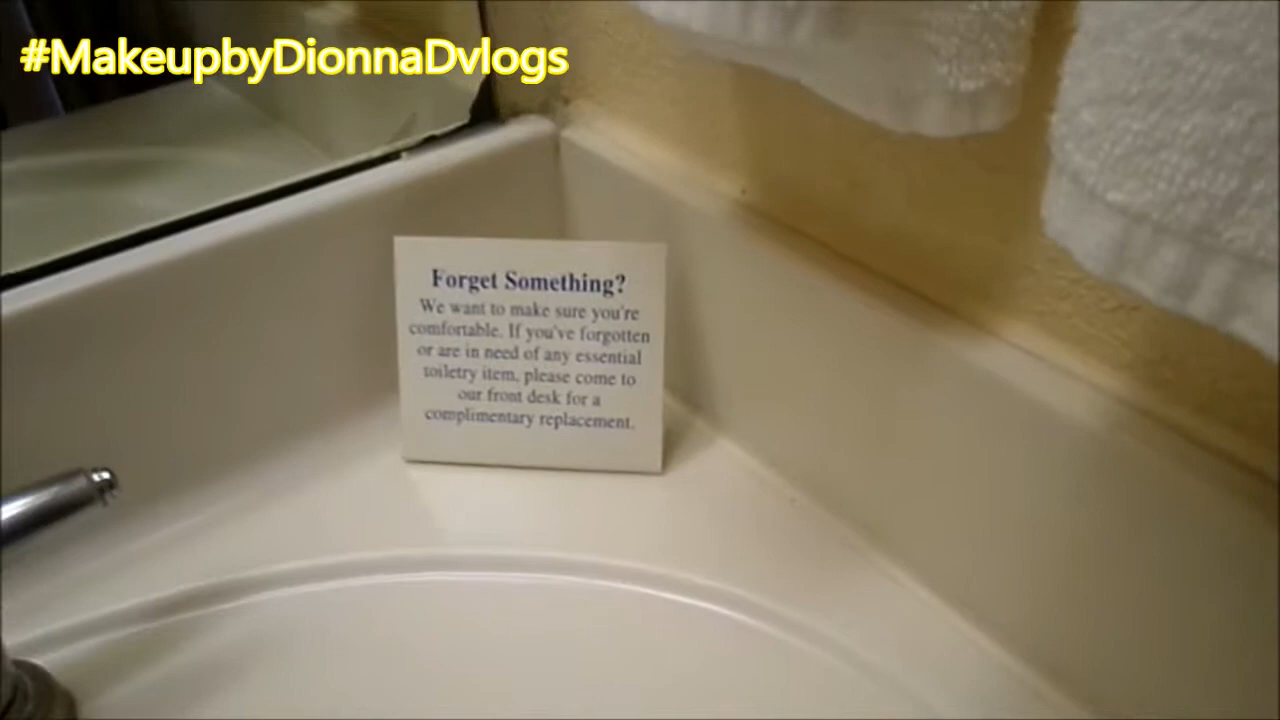 #MakeupbyDionnaDvlogs
Forget Something?
We want to make sure you're
comfortable. If you've forgotten
or are in need of any essential
toiletry item, please come to
our front desk for a
complimentary replacement.